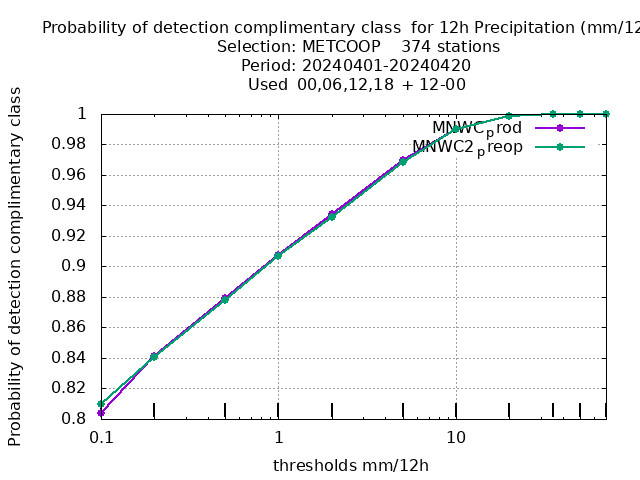 Probability of detection complimentary class for 12h Precipitation (mm/12
Selection: METCOOP 374 stations
Period: 20240401-20240420
Used 00,06,12,18 + 12-00
Probability of detection complimentary class
1
0.98
0.96
0.94
0.92
0.9
0.88
0.86
0.84
0.82
0.8
MNWC_prod
MNWC2_preop
0.1 1 10
thresholds mm/12h